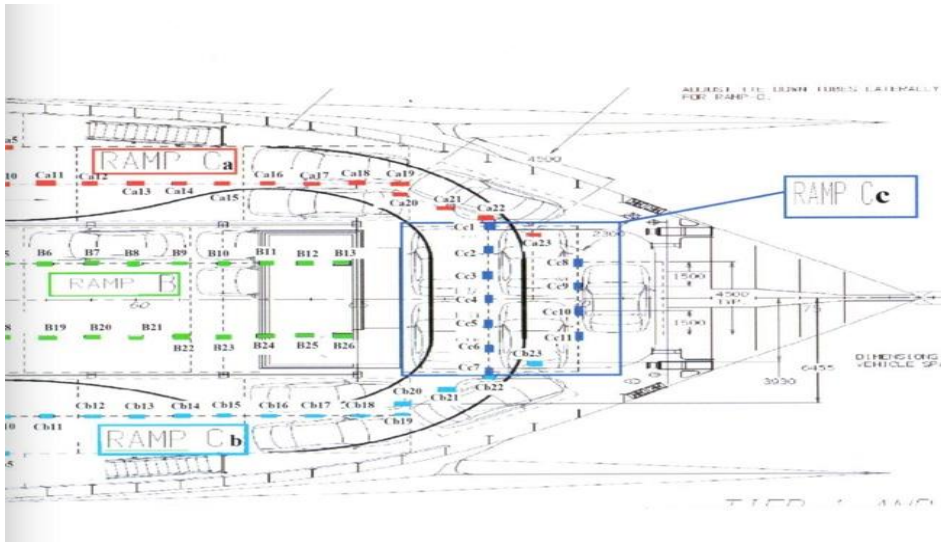 ADJUST TIE DOWN TUBES LATERALLY
FOR RAMP-C.
4500
RAMP Ca
Ca11 Ca12 Ca13 Ca14 Ca15 Ca16 Ca17 Ca18 Ca19
Ca20 Ca21 Ca22
Ca23
RAMP Cc
Cc1
Cc2
Cc3
Cc4
Cc5
Cc6
Cc7
2300
Cc8
Cc9
Cc10
Cc11
1500
1500
4500
TYP.
3930
6455
B6 B7 B8 B9 B10 B11 B12 B13
RAMP B
B19 B20 B21 B22 B23 B24 B25 B26
DIMENSIONS
VEHICLE SPA
Cb23
Cb22
Cb21
Cb20
Cb11 Cb12 Cb13 Cb14 Cb15 Cb16 Cb17 Cb18 Cb19
RAMP Cb